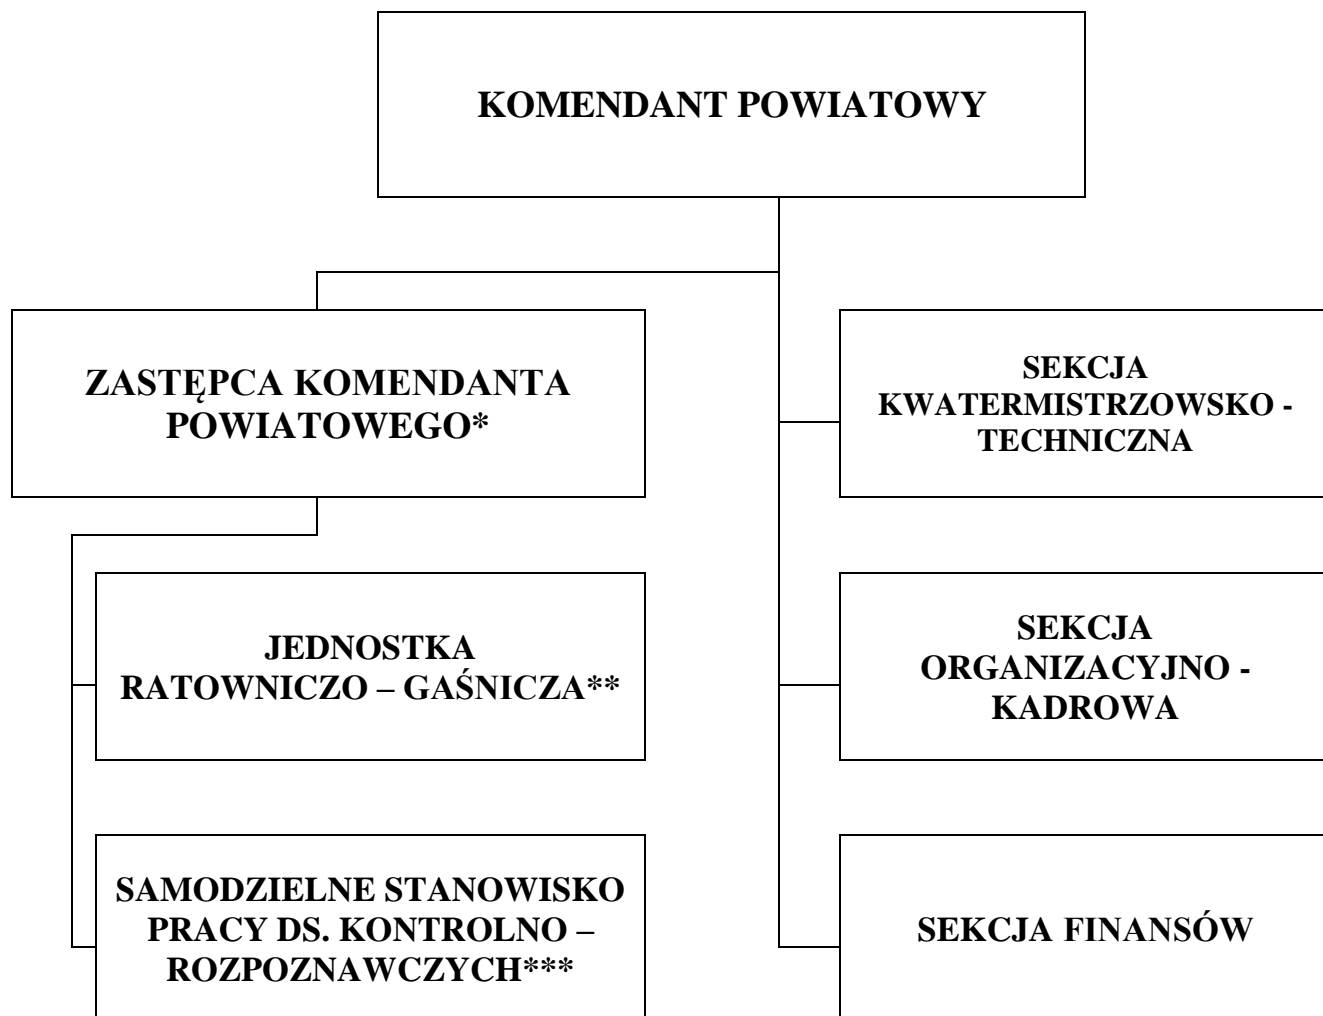 KOMENDANT POWIATOWY
ZASTĘPCA KOMENDANTA
POWIATOWEGO*
JEDNOSTKA
RATOWNICZO – GAŚNICZA**
SAMODZIELNE STANOWISKO
PRACY DS. KONTROLNO –
ROZPOZNAWCZYCH***
SEKCJA
KWATERMISTRZOWSKO -
TECHNICZNA
SEKCJA
ORGANIZACYJNO -
KADROWA
SEKCJA FINANSÓW